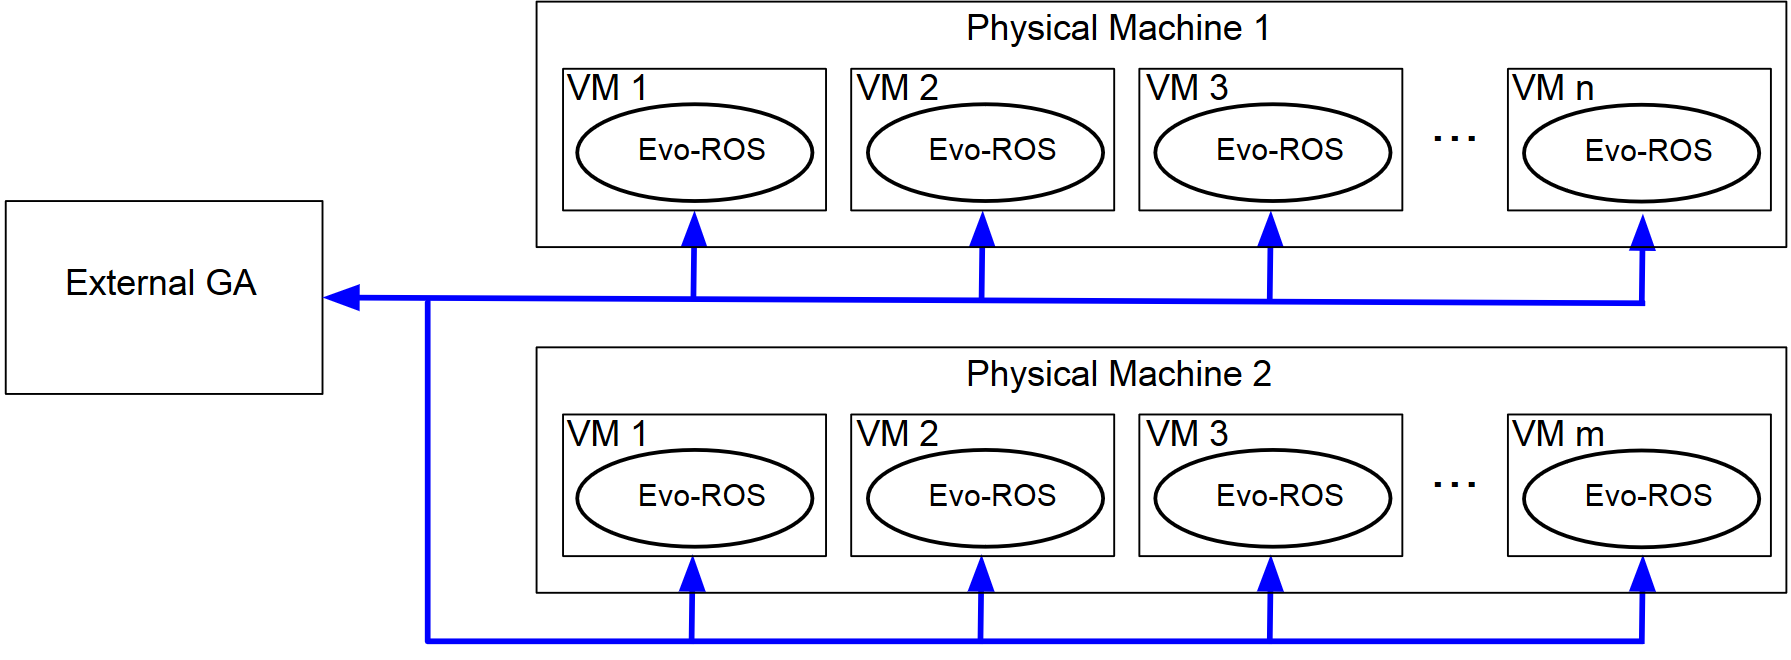 Physical Machine 1
VM 1
VM 2
VM 3
VM n
Evo-ROS
Evo-ROS
Evo-ROS
...
Evo-ROS
External GA
Physical Machine 2
VM 1
VM 2
VM 3
VM m
Evo-ROS
Evo-ROS
Evo-ROS
...
Evo-ROS